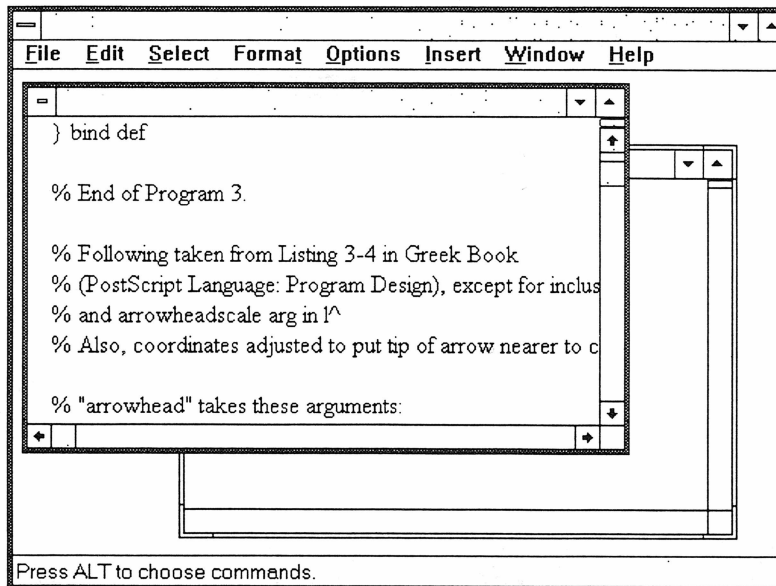 File Edit Select Format Options Insert Window Help
} bind def
% End of Program 3.
% Following taken from Listing 3-4 in Greek Book
% (PostScript Language: Program Design), except for inclus
% and arrowheadscale arg in l^
% Also, coordinates adjusted to put tip of arrow nearer to c
% "arrowhead" takes these arguments:
Press ALT to choose commands.